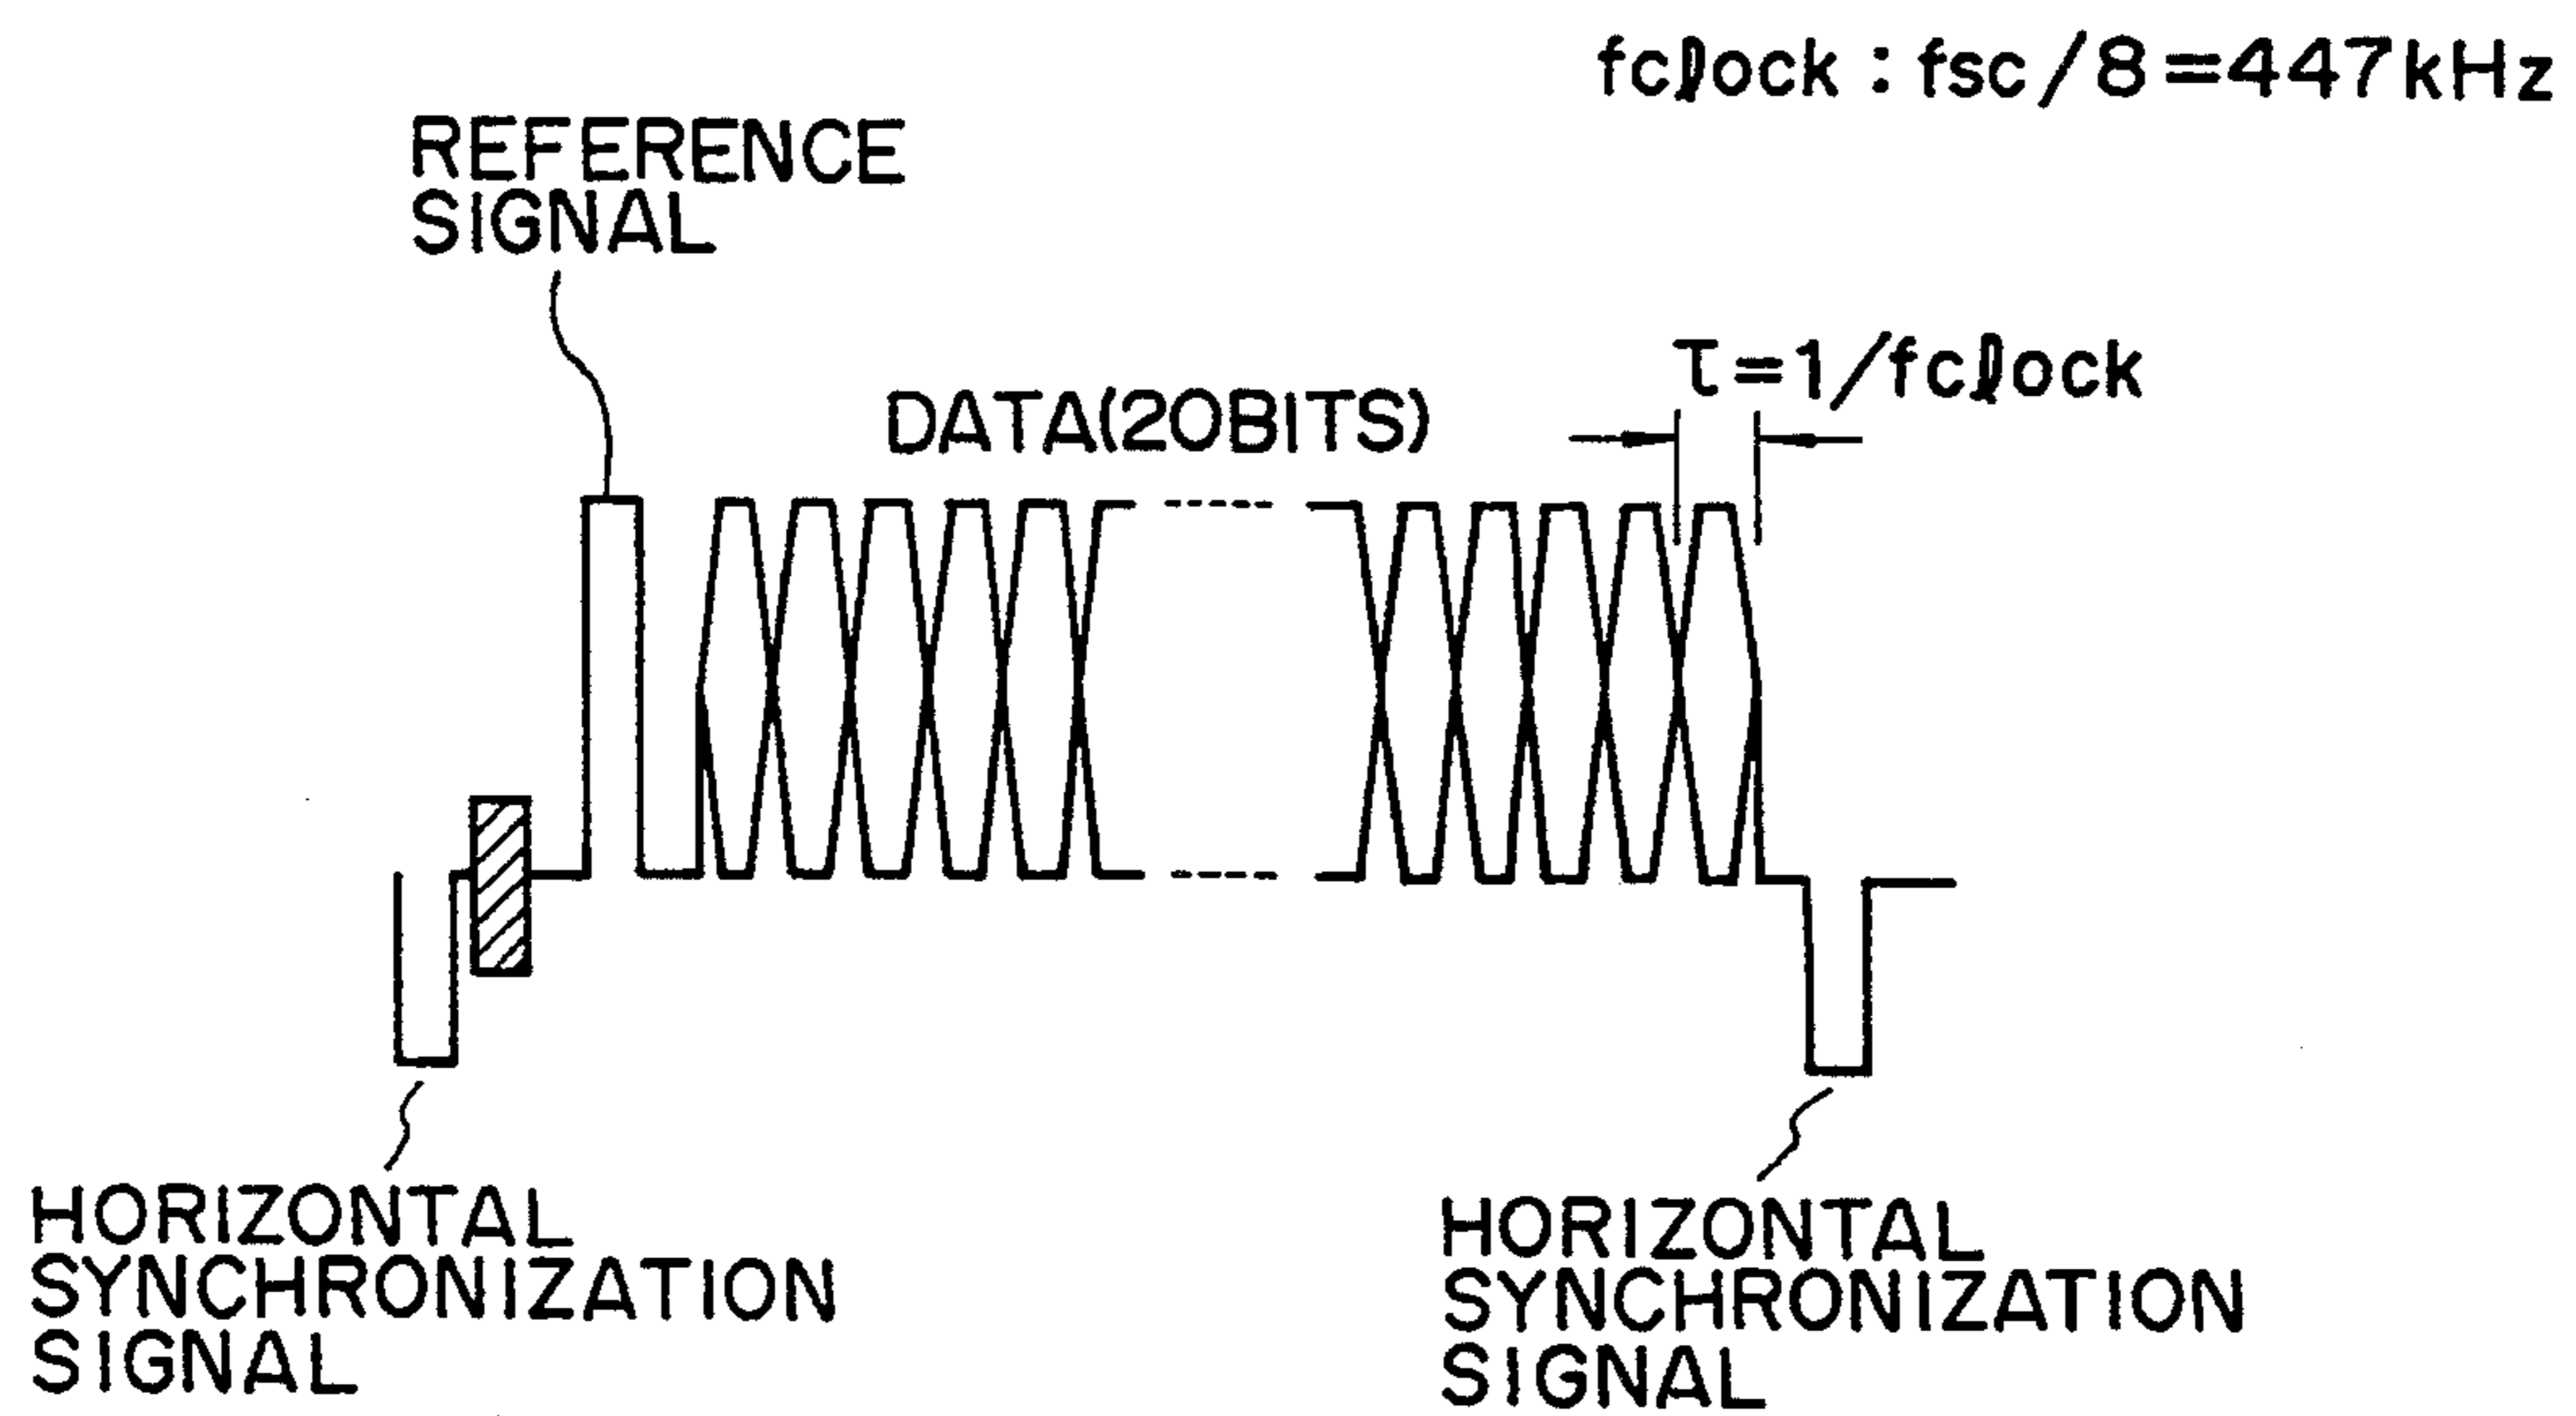 fclock : fsc/8=447kHz
REFERENCE
SIGNAL
τ=1/fclock
DATA(20BITS)
HORIZONTAL
SYNCHRONIZATION
SIGNAL
HORIZONTAL
SYNCHRONIZATION
SIGNAL